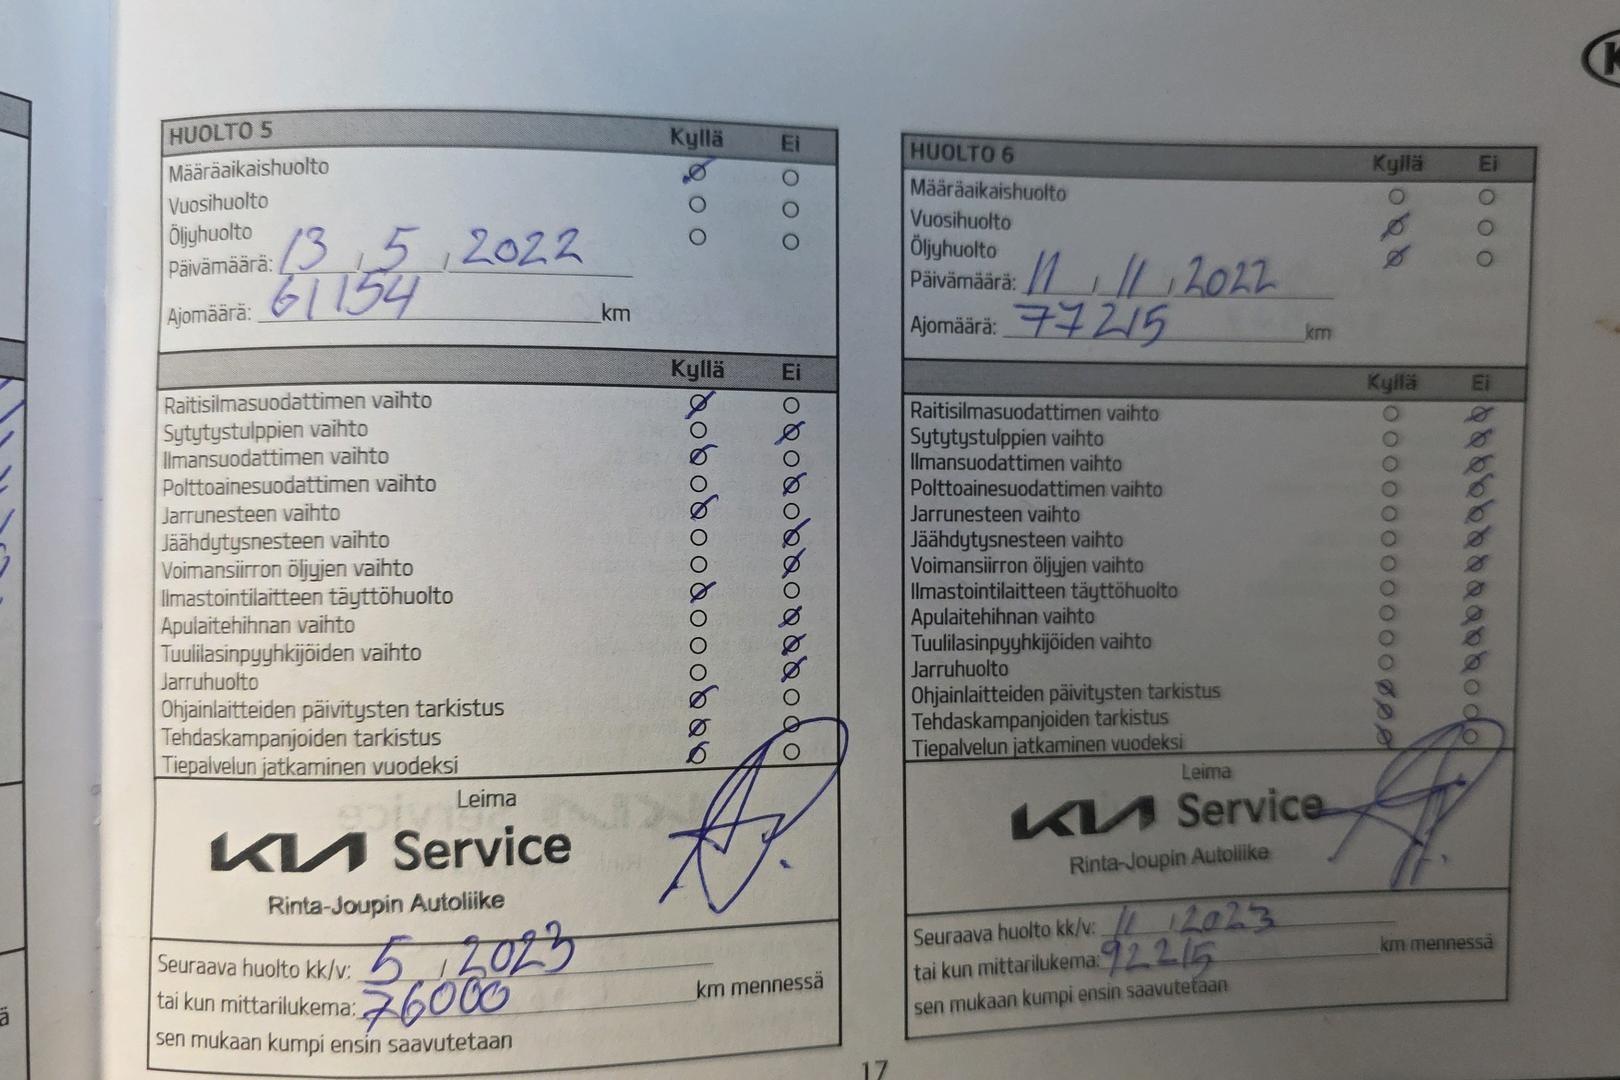 HUOLTO 5 Kyllä Ei
Määräaikaishuolto
Vuosihuolto
Öljyhuolto
Päivämäärä: 13 , 5 , 2022
Ajomäärä: 61154 km
Kyllä Ei
Raitisilmasuodattimen vaihto
Sytytystulppien vaihto
Ilmansuodattimen vaihto
Polttoainesuodattimen vaihto
Jarrunesteen vaihto
Jäähdytysnesteen vaihto
Voimansiirron öljyjen vaihto
Ilmastointilaitteen täyttöhuolto
Apulaitehihnan vaihto
Tuulilasinpyyhkijöiden vaihto
Jarruhuolto
Ohjainlaitteiden päivitysten tarkistus
Tehdaskampanjoiden tarkistus
Tiepalvelun jatkaminen vuodeksi
Leima
KIA Service
Rinta-Joupin Autoliike
Seuraava huolto kk/v: 5 , 2023
tai kun mittarilukema: 76000 km mennessä
sen mukaan kumpi ensin saavutetaan
HUOLTO 6 Kyllä Ei
Määräaikaishuolto
Vuosihuolto
Öljyhuolto
Päivämäärä: 11 , 11 , 2022
Ajomäärä: 77215 km
Kyllä Ei
Raitisilmasuodattimen vaihto
Sytytystulppien vaihto
Ilmansuodattimen vaihto
Polttoainesuodattimen vaihto
Jarrunesteen vaihto
Jäähdytysnesteen vaihto
Voimansiirron öljyjen vaihto
Ilmastointilaitteen täyttöhuolto
Apulaitehihnan vaihto
Tuulilasinpyyhkijöiden vaihto
Jarruhuolto
Ohjainlaitteiden päivitysten tarkistus
Tehdaskampanjoiden tarkistus
Tiepalvelun jatkaminen vuodeksi
Leima
KIA Service
Rinta-Joupin Autoliike
Seuraava huolto kk/v: 11 , 2023
tai kun mittarilukema: 92215 km mennessä
sen mukaan kumpi ensin saavutetaan
17